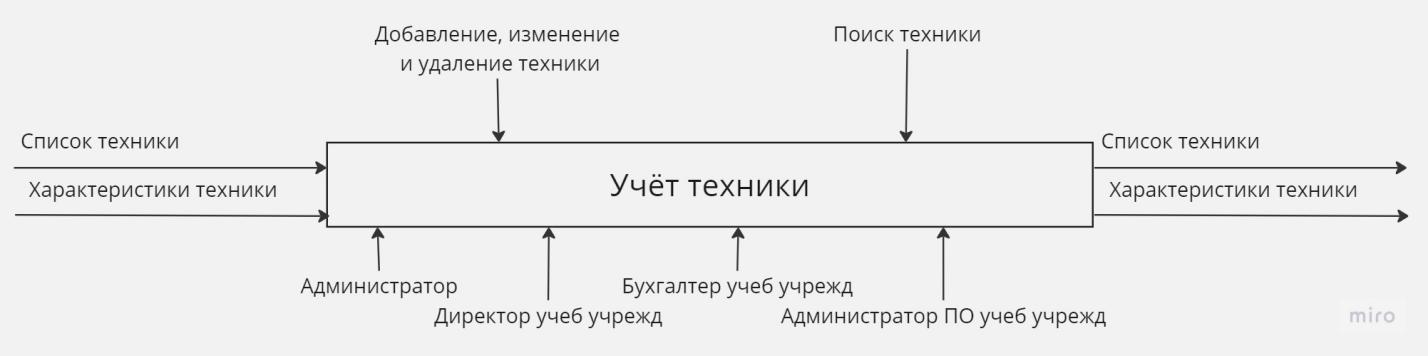 Добавление, изменение
и удаление техники
Поиск техники
Список техники
Характеристики техники
Учёт техники
Список техники
Характеристики техники
Администратор
Директор учеб учрежд
Бухгалтер учеб учрежд
Администратор ПО учеб учрежд
miro